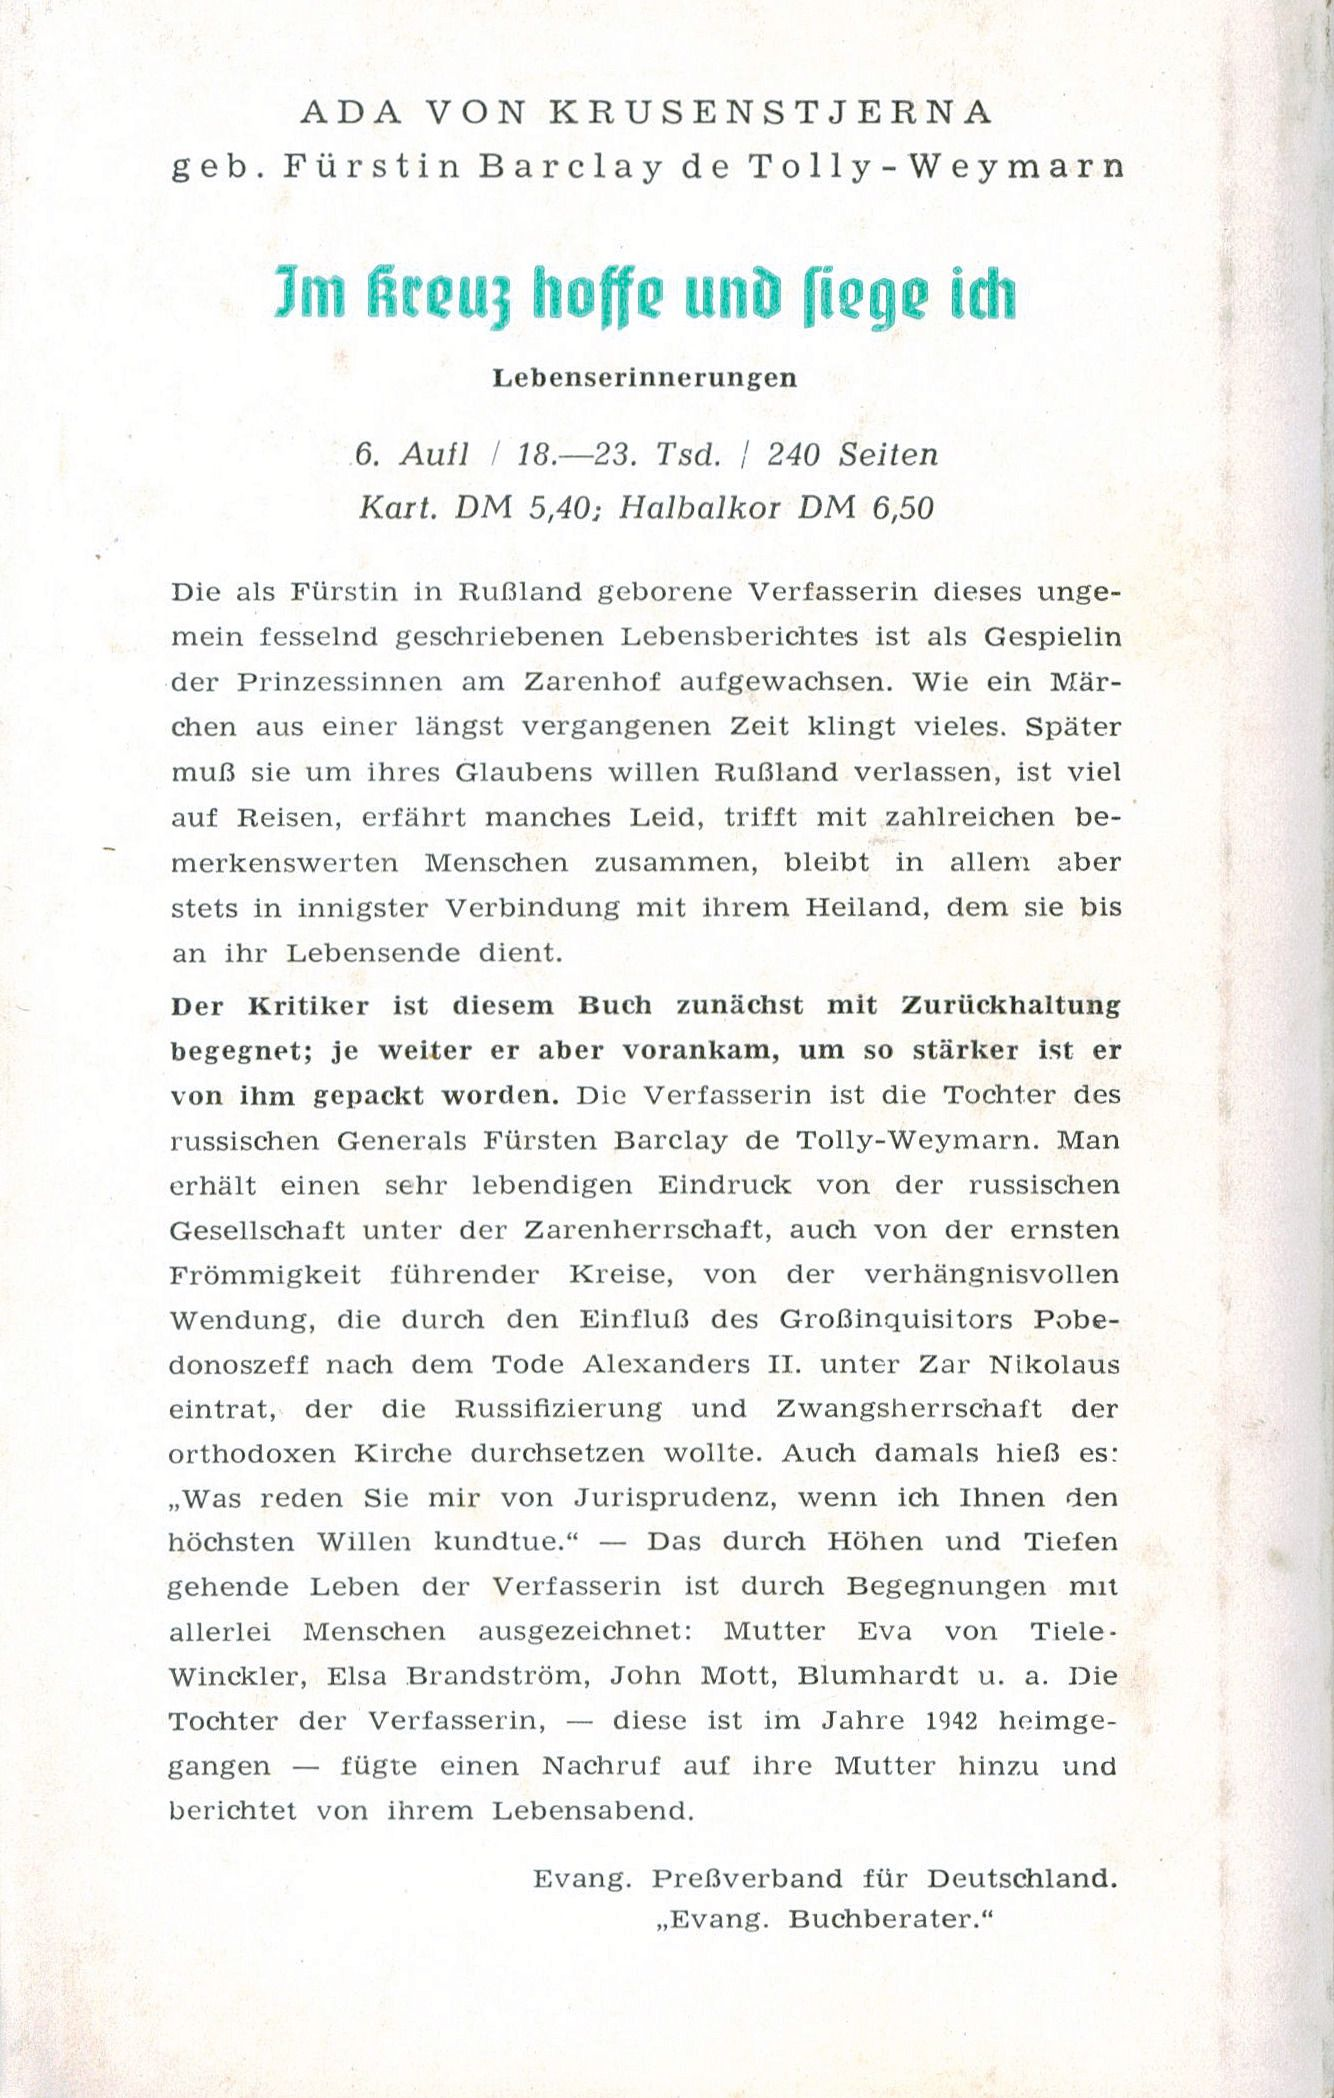 ADA VON KRUSENSTJERNA
geb. Fürstin Barclay de Tolly-Weymarn
Im Kreuz hoffe und siege ich
Lebenserinnerungen
6. Aufl / 18.—23. Tsd. / 240 Seiten
Kart. DM 5,40; Halbalkor DM 6,50
Die als Fürstin in Rußland geborene Verfasserin dieses unge-
mein fesselnd geschriebenen Lebensberichtes ist als Gespielin
der Prinzessinnen am Zarenhof aufgewachsen. Wie ein Mär-
chen aus einer längst vergangenen Zeit klingt vieles. Später
muß sie um ihres Glaubens willen Rußland verlassen, ist viel
auf Reisen, erfährt manches Leid, trifft mit zahlreichen be-
merkenswerten Menschen zusammen, bleibt in allem aber
stets in innigster Verbindung mit ihrem Heiland, dem sie bis
an ihr Lebensende dient.
Der Kritiker ist diesem Buch zunächst mit Zurückhaltung
begegnet; je weiter er aber vorankam, um so stärker ist er
von ihm gepackt worden. Die Verfasserin ist die Tochter des
russischen Generals Fürsten Barclay de Tolly-Weymarn. Man
erhält einen sehr lebendigen Eindruck von der russischen
Gesellschaft unter der Zarenherrschaft, auch von der ernsten
Frömmigkeit führender Kreise, von der verhängnisvollen
Wendung, die durch den Einfluß des Großinquisitors Pobe-
donoszeff nach dem Tode Alexanders II. unter Zar Nikolaus
eintrat, der die Russifizierung und Zwangsherrschaft der
orthodoxen Kirche durchsetzen wollte. Auch damals hieß es:
„Was reden Sie mir von Jurisprudenz, wenn ich Ihnen den
höchsten Willen kundtue.“ — Das durch Höhen und Tiefen
gehende Leben der Verfasserin ist durch Begegnungen mit
allerlei Menschen ausgezeichnet: Mutter Eva von Tiele-
Winckler, Elsa Brandström, John Mott, Blumhardt u. a. Die
Tochter der Verfasserin, — diese ist im Jahre 1942 heimge-
gangen — fügte einen Nachruf auf ihre Mutter hinzu und
berichtet von ihrem Lebensabend.
Evang. Preßverband für Deutschland.
„Evang. Buchberater.“